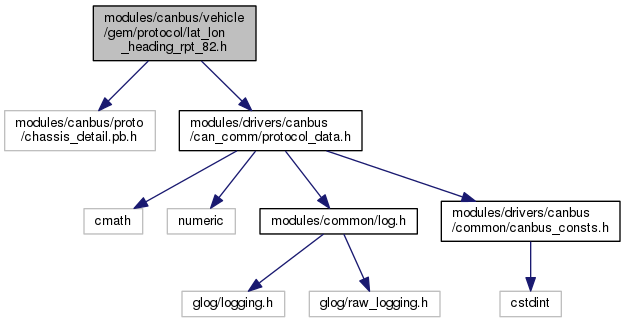 modules/canbus/vehicle
/gem/protocol/lat_lon
_heading_rpt_82.h
modules/canbus/proto
/chassis_detail.pb.h
modules/drivers/canbus
/can_comm/protocol_data.h
cmath
numeric
modules/common/log.h
modules/drivers/canbus
/common/canbus_consts.h
glog/logging.h
glog/raw_logging.h
cstdint